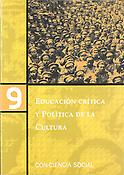 9
EDUCACIÓN CRÍTICA
Y POLÍTICA DE LA
CULTURA
CON-CIENCIA SOCIAL